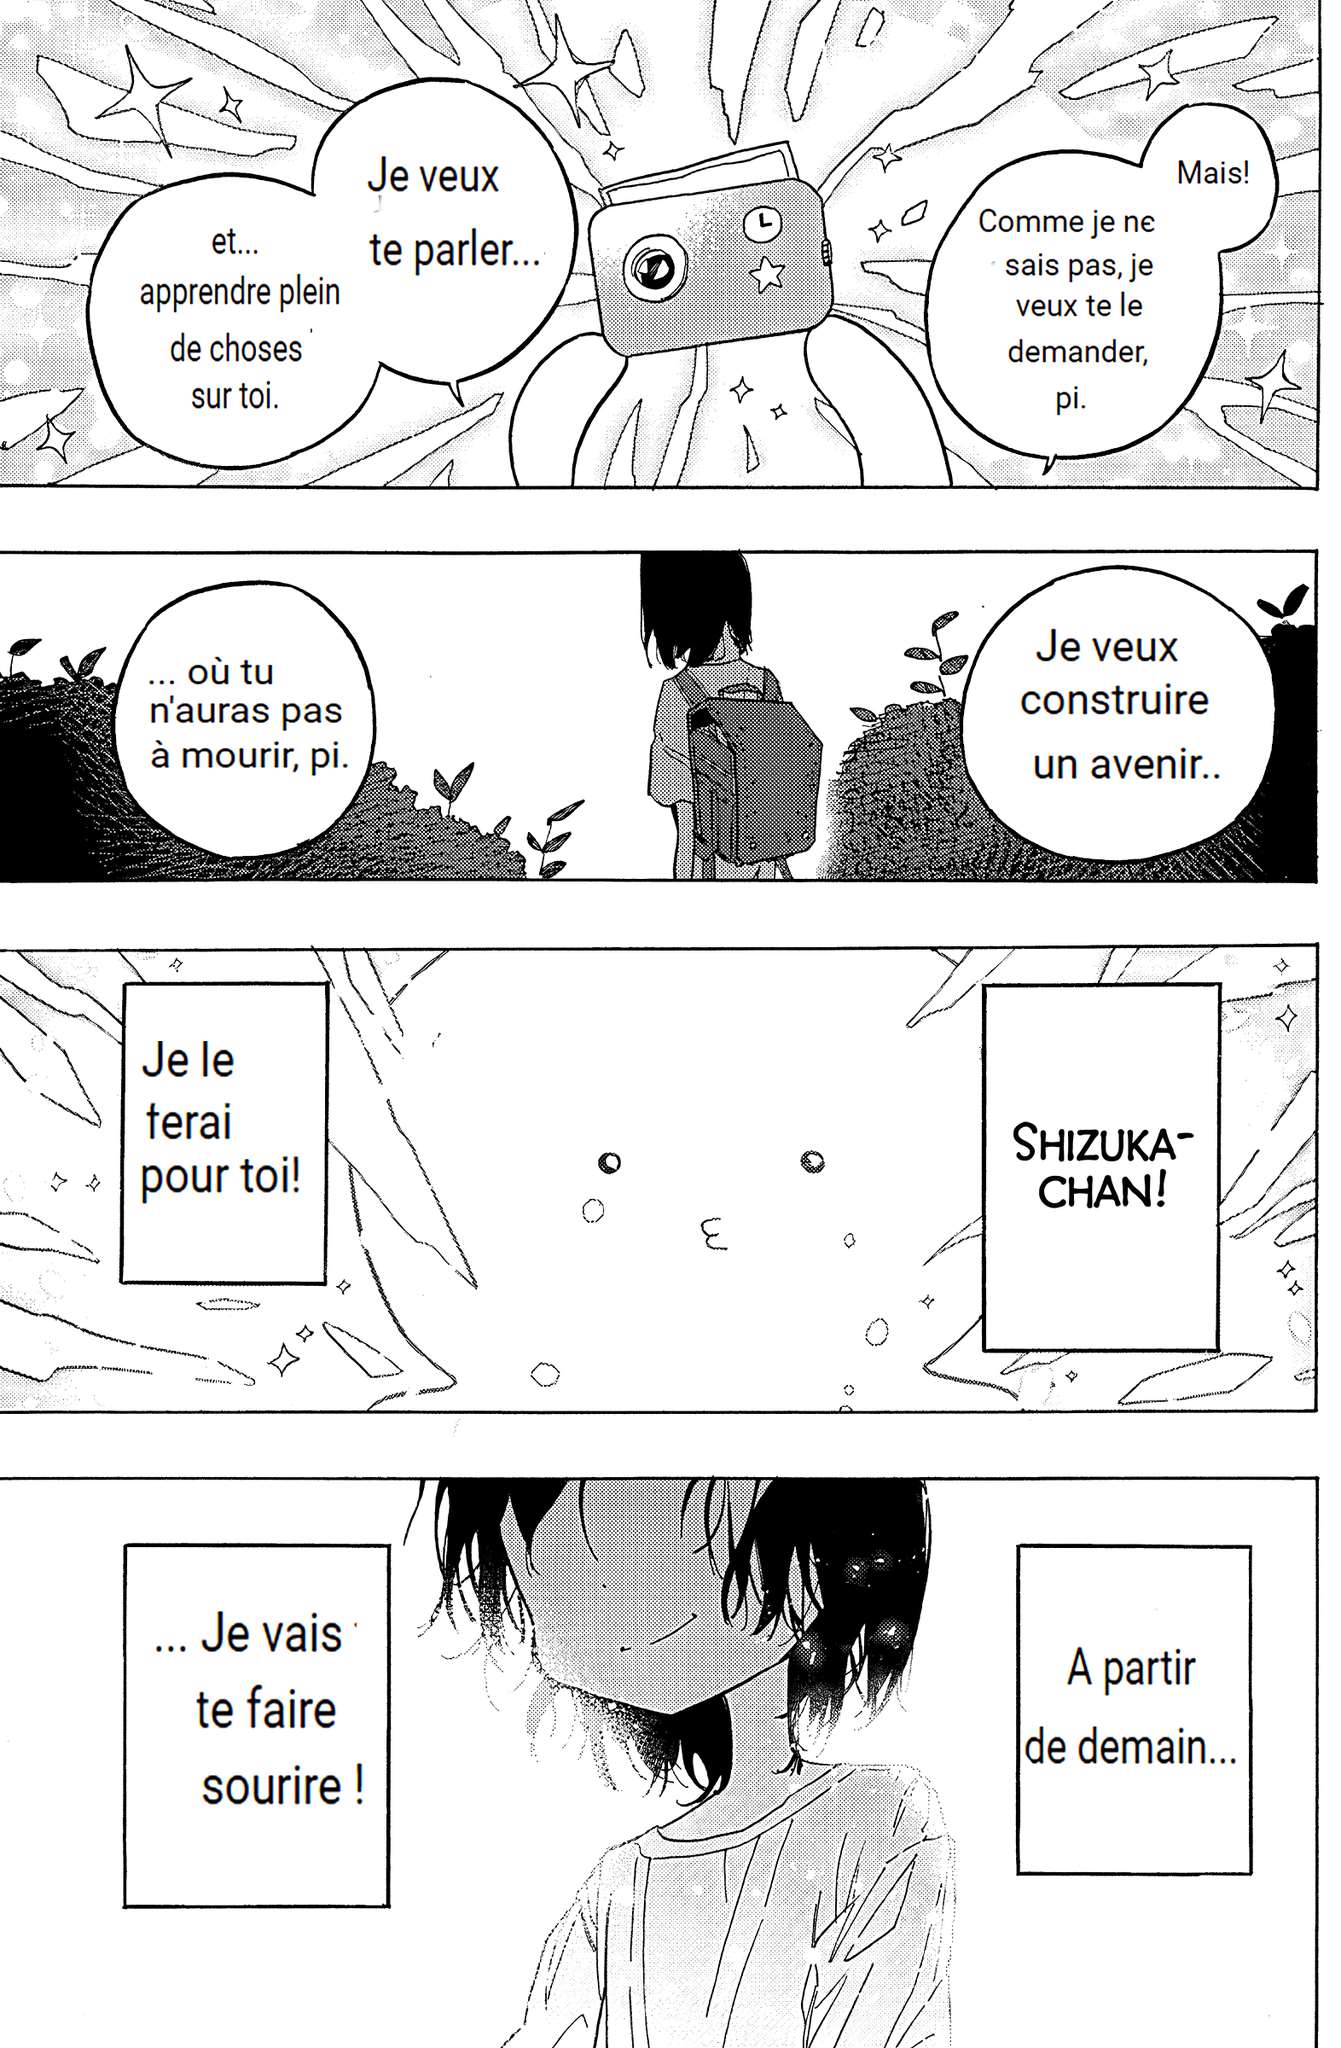 Mais!
Comme je ne
sais pas, je
veux te le
demander,
pi.
Je veux
te parler...
et...
apprendre plein
de choses
sur toi.
Je veux
construire
un avenir..
... où tu
n'auras pas
à mourir, pi.
SHIZUKA-
CHAN!
Je le
ferai
pour toi!
A partir
de demain...
... Je vais
te faire
sourire !